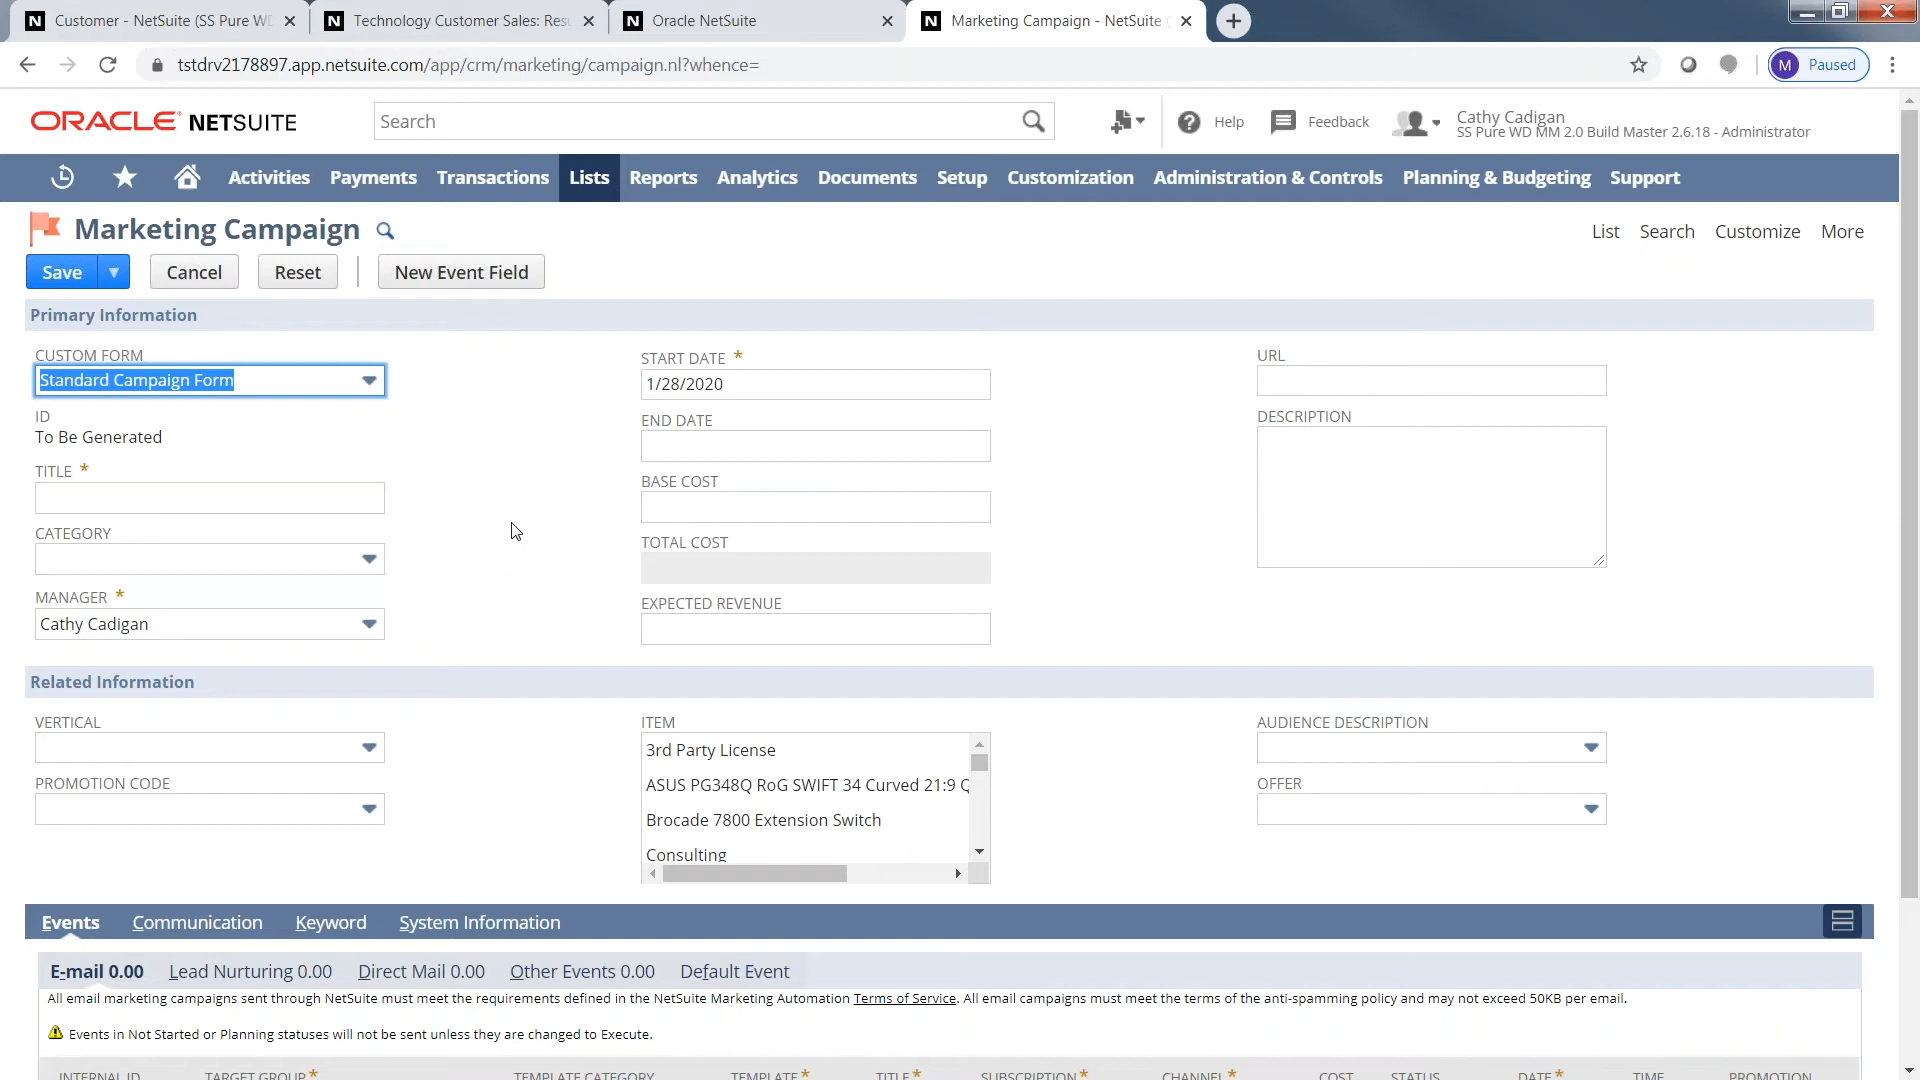 Customer - NetSuite (SS Pure WD
Technology Customer Sales: Resu
Oracle NetSuite
Marketing Campaign - NetSuite
tstdrv2178897.app.netsuite.com/app/crm/marketing/campaign.nl?whence=
M Paused
ORACLE NETSUITE
Search
Help
Feedback
Cathy Cadigan
SS Pure WD MM 2.0 Build Master 2.6.18 - Administrator
Activities Payments Transactions Lists Reports Analytics Documents Setup Customization Administration & Controls Planning & Budgeting Support
Marketing Campaign
List Search Customize More
Save Cancel Reset New Event Field
Primary Information
CUSTOM FORM
Standard Campaign Form
ID
To Be Generated
TITLE *
CATEGORY
MANAGER *
Cathy Cadigan
START DATE *
1/28/2020
END DATE
BASE COST
TOTAL COST
EXPECTED REVENUE
URL
DESCRIPTION
Related Information
VERTICAL
PROMOTION CODE
ITEM
3rd Party License
ASUS PG348Q RoG SWIFT 34 Curved 21:9 Q
Brocade 7800 Extension Switch
Consulting
AUDIENCE DESCRIPTION
OFFER
Events Communication Keyword System Information
E-mail 0.00 Lead Nurturing 0.00 Direct Mail 0.00 Other Events 0.00 Default Event
All email marketing campaigns sent through NetSuite must meet the requirements defined in the NetSuite Marketing Automation Terms of Service. All email campaigns must meet the terms of the anti-spamming policy and may not exceed 50KB per email.
Events in Not Started or Planning statuses will not be sent unless they are changed to Execute.
INTERNAL ID TARGET GROUP * TEMPLATE CATEGORY TEMPLATE * TITLE * SUBSCRIPTION * CHANNEL * COST STATUS DATE * TIME PROMOTION